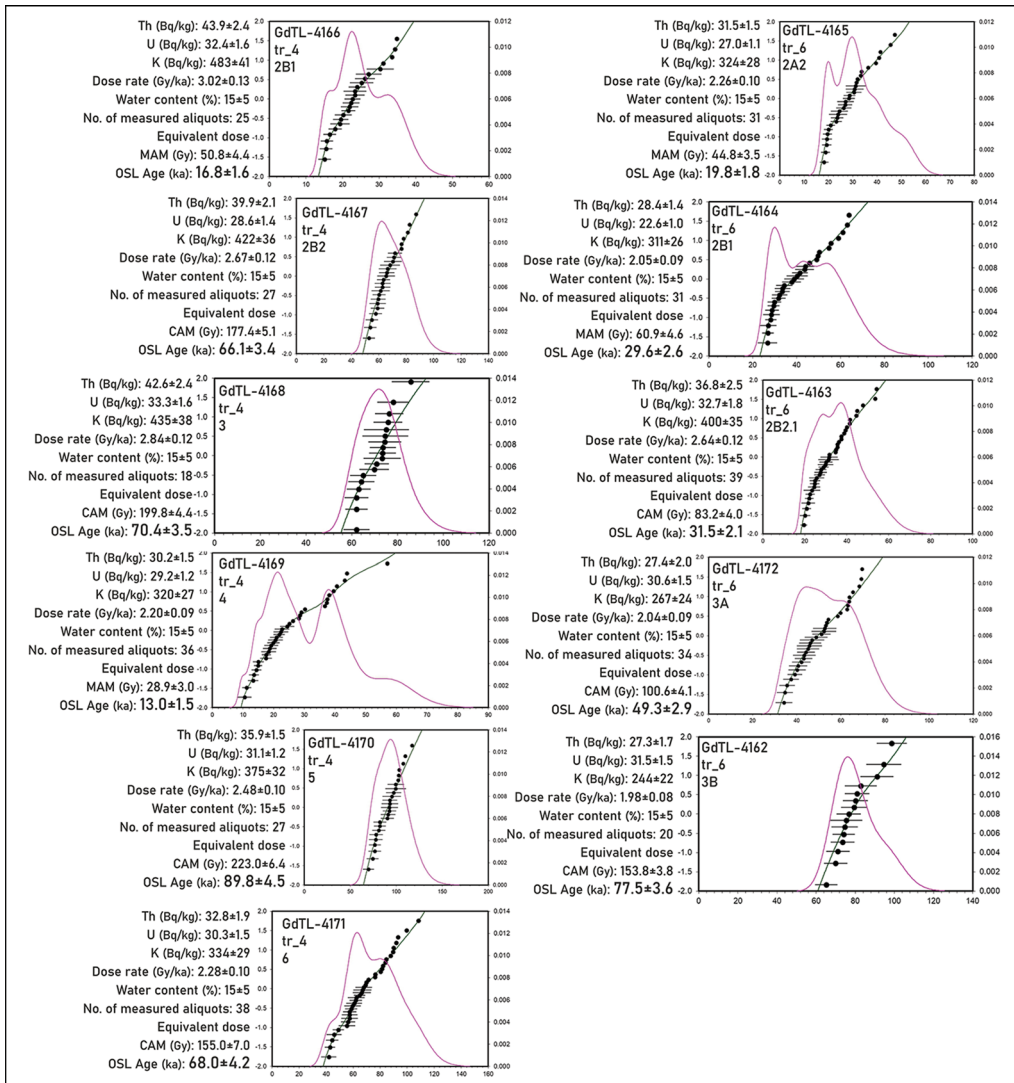 Th (Bq/kg): 43.9±2.4
U (Bq/kg): 32.4±1.6
K (Bq/kg): 483±41
Dose rate (Gy/ka): 3.02±0.13
Water content (%): 15±5
No. of measured aliquots: 25
Equivalent dose
MAM (Gy): 50.8±4.4
OSL Age (ka): 16.8±1.6
GdTL-4166
tr_4
2B1
Th (Bq/kg): 39.9±2.1
U (Bq/kg): 28.6±1.4
K (Bq/kg): 422±36
Dose rate (Gy/ka): 2.67±0.12
Water content (%): 15±5
No. of measured aliquots: 27
Equivalent dose
CAM (Gy): 177.4±5.1
OSL Age (ka): 66.1±3.4
GdTL-4167
tr_4
2B2
Th (Bq/kg): 42.6±2.4
U (Bq/kg): 33.3±1.6
K (Bq/kg): 435±38
Dose rate (Gy/ka): 2.84±0.12
Water content (%): 15±5
No. of measured aliquots: 18
Equivalent dose
CAM (Gy): 199.8±4.4
OSL Age (ka): 70.4±3.5
GdTL-4168
tr_4
3
Th (Bq/kg): 30.2±1.5
U (Bq/kg): 29.2±1.2
K (Bq/kg): 320±27
Dose rate (Gy/ka): 2.20±0.09
Water content (%): 15±5
No. of measured aliquots: 36
Equivalent dose
MAM (Gy): 28.9±3.0
OSL Age (ka): 13.0±1.5
GdTL-4169
tr_4
4
Th (Bq/kg): 35.9±1.5
U (Bq/kg): 31.1±1.2
K (Bq/kg): 375±32
Dose rate (Gy/ka): 2.48±0.10
Water content (%): 15±5
No. of measured aliquots: 27
Equivalent dose
CAM (Gy): 223.0±6.4
OSL Age (ka): 89.8±4.5
GdTL-4170
tr_4
5
Th (Bq/kg): 32.8±1.9
U (Bq/kg): 30.3±1.5
K (Bq/kg): 334±29
Dose rate (Gy/ka): 2.28±0.10
Water content (%): 15±5
No. of measured aliquots: 38
Equivalent dose
CAM (Gy): 155.0±7.0
OSL Age (ka): 68.0±4.2
GdTL-4171
tr_4
6
Th (Bq/kg): 31.5±1.5
U (Bq/kg): 27.0±1.1
K (Bq/kg): 324±28
Dose rate (Gy/ka): 2.26±0.10
Water content (%): 15±5
No. of measured aliquots: 31
Equivalent dose
MAM (Gy): 44.8±3.5
OSL Age (ka): 19.8±1.8
GdTL-4165
tr_6
2A2
Th (Bq/kg): 28.4±1.4
U (Bq/kg): 22.6±1.0
K (Bq/kg): 311±26
Dose rate (Gy/ka): 2.05±0.09
Water content (%): 15±5
No. of measured aliquots: 31
Equivalent dose
MAM (Gy): 60.9±4.6
OSL Age (ka): 29.6±2.6
GdTL-4164
tr_6
2B1
Th (Bq/kg): 36.8±2.5
U (Bq/kg): 32.7±1.8
K (Bq/kg): 400±35
Dose rate (Gy/ka): 2.64±0.12
Water content (%): 15±5
No. of measured aliquots: 39
Equivalent dose
CAM (Gy): 83.2±4.0
OSL Age (ka): 31.5±2.1
GdTL-4163
tr_6
2B2.1
Th (Bq/kg): 27.4±2.0
U (Bq/kg): 30.6±1.5
K (Bq/kg): 267±24
Dose rate (Gy/ka): 2.04±0.09
Water content (%): 15±5
No. of measured aliquots: 34
Equivalent dose
CAM (Gy): 100.6±4.1
OSL Age (ka): 49.3±2.9
GdTL-4172
tr_6
3A
Th (Bq/kg): 27.3±1.7
U (Bq/kg): 31.5±1.5
K (Bq/kg): 244±22
Dose rate (Gy/ka): 1.98±0.08
Water content (%): 15±5
No. of measured aliquots: 20
Equivalent dose
CAM (Gy): 153.8±3.8
OSL Age (ka): 77.5±3.6
GdTL-4162
tr_6
3B